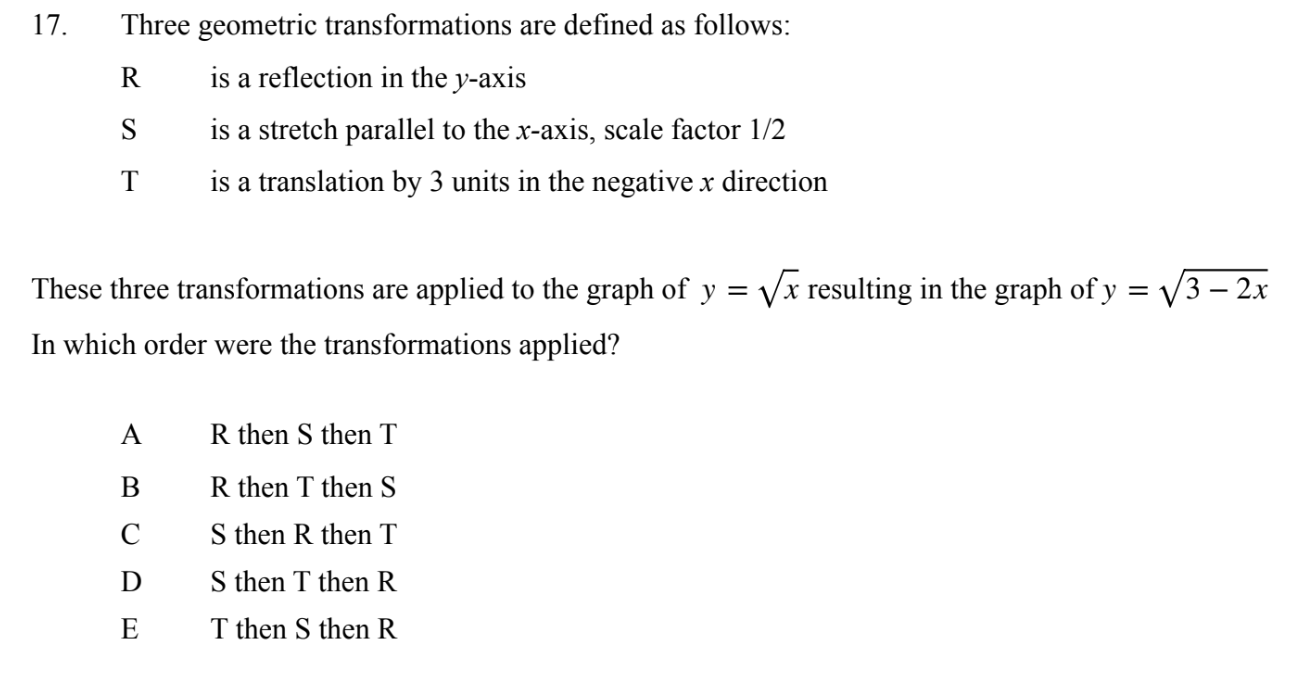 17. Three geometric transformations are defined as follows:
R is a reflection in the y-axis
S is a stretch parallel to the x-axis, scale factor 1/2
T is a translation by 3 units in the negative x direction
These three transformations are applied to the graph of y = √x resulting in the graph of y = √(3 – 2x)
In which order were the transformations applied?
A R then S then T
B R then T then S
C S then R then T
D S then T then R
E T then S then R